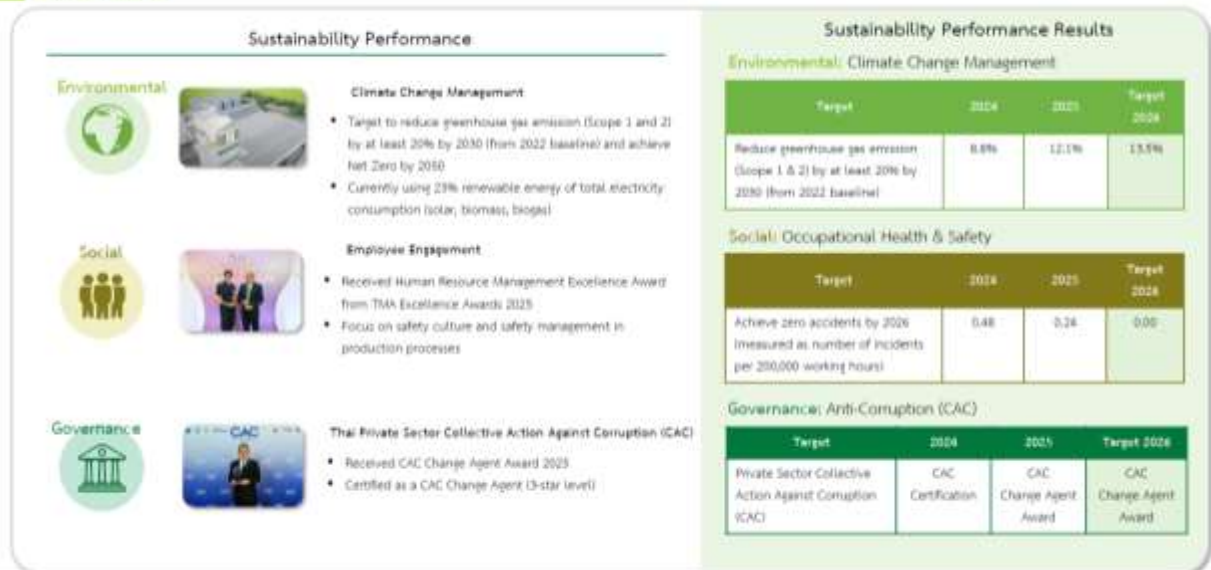 Sustainability Performance
Environmental
Climate Change Management
• Target to reduce greenhouse gas emission (Scope 1 and 2)
by at least 20% by 2030 (from 2022 baseline) and achieve
Net Zero by 2050
• Currently using 23% renewable energy of total electricity
consumption (solar, biomass, biogas)
Social
Employee Engagement
• Received Human Resource Management Excellence Award
from TMA Excellence Awards 2025
• Focus on safety culture and safety management in
production processes
Governance
CAC
Thai Private Sector Collective Action Against Corruption (CAC)
• Received CAC Change Agent Award 2025
• Certified as a CAC Change Agent (3-star level)
Sustainability Performance Results
Environmental: Climate Change Management
Target 2024 2025 Target 2026
Reduce greenhouse gas emission
(Scope 1 & 2) by at least 20% by
2030 (from 2022 baseline)
8.8% 12.1% 13.5%
Social: Occupational Health & Safety
Target 2024 2025 Target 2026
Achieve zero accidents by 2026
(measured as number of incidents
per 200,000 working hours)
0.48 0.24 0.00
Governance: Anti-Corruption (CAC)
Target 2024 2025 Target 2026
Private Sector Collective
Action Against Corruption
(CAC)
CAC
Certification
CAC
Change Agent
Award
CAC
Change Agent
Award